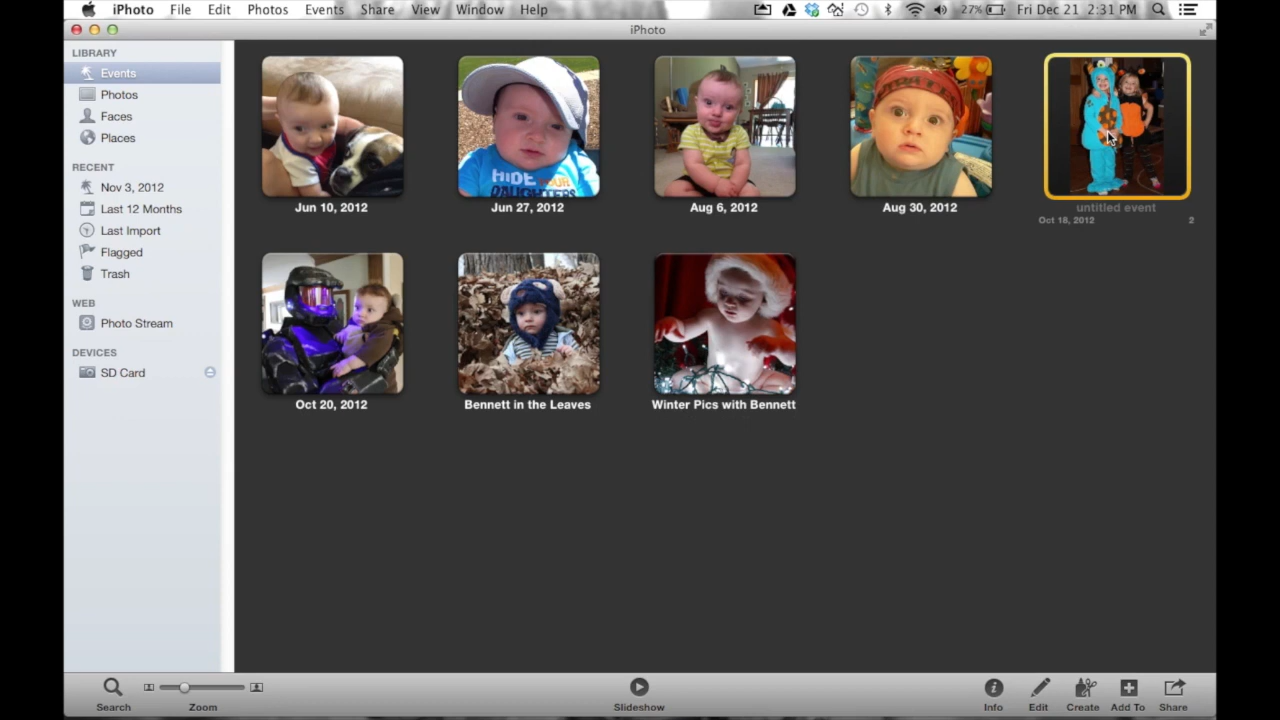 iPhoto File Edit Photos Events Share View Window Help 27% Fri Dec 21 2:31 PM
iPhoto
LIBRARY
Events
Photos
Faces
Places
RECENT
Nov 3, 2012
Last 12 Months
Last Import
Flagged
Trash
WEB
Photo Stream
DEVICES
SD Card
HIDE YOUR
DAUGHTERS
Jun 10, 2012
Jun 27, 2012
Aug 6, 2012
Aug 30, 2012
untitled event
Oct 18, 2012 2
Oct 20, 2012
Bennett in the Leaves
Winter Pics with Bennett
Search
Zoom
Slideshow
Info
Edit
Create
Add To
Share